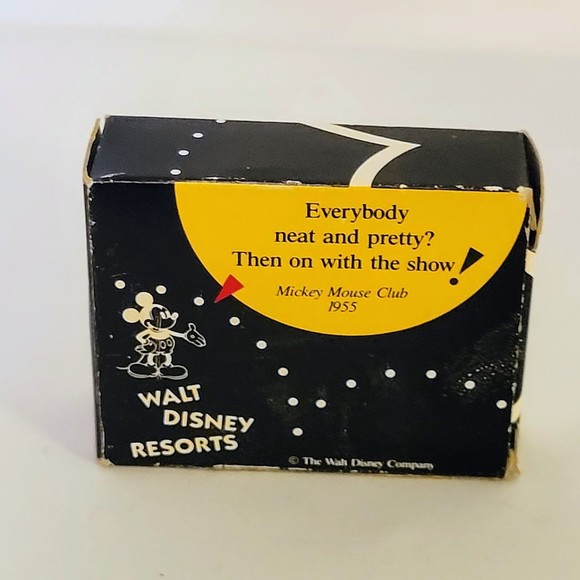 Everybody
neat and pretty?
Then on with the show!
Mickey Mouse Club
1955
WALT
DISNEY
RESORTS
© The Walt Disney Company